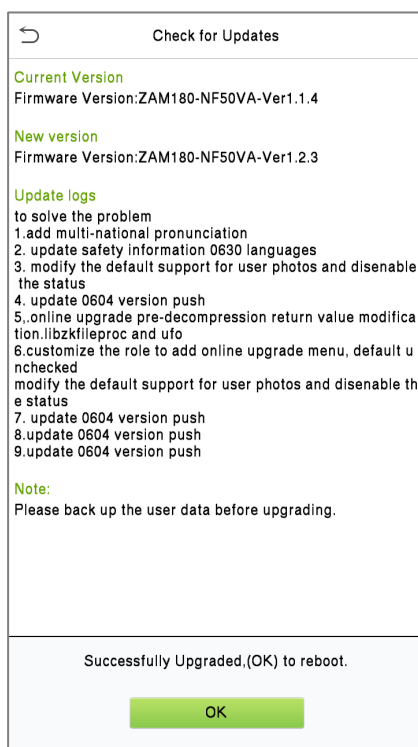 Check for Updates
Current Version
Firmware Version:ZAM180-NF50VA-Ver1.1.4
New version
Firmware Version:ZAM180-NF50VA-Ver1.2.3
Update logs
to solve the problem
1.add multi-national pronunciation
2. update safety information 0630 languages
3. modify the default support for user photos and disenable
the status
4. update 0604 version push
5,.online upgrade pre-decompression return value modifica
tion.libzkfileproc and ufo
6.customize the role to add online upgrade menu, default u
nchecked
modify the default support for user photos and disenable th
e status
7. update 0604 version push
8.update 0604 version push
9.update 0604 version push
Note:
Please back up the user data before upgrading.
Successfully Upgraded,(OK) to reboot.
OK